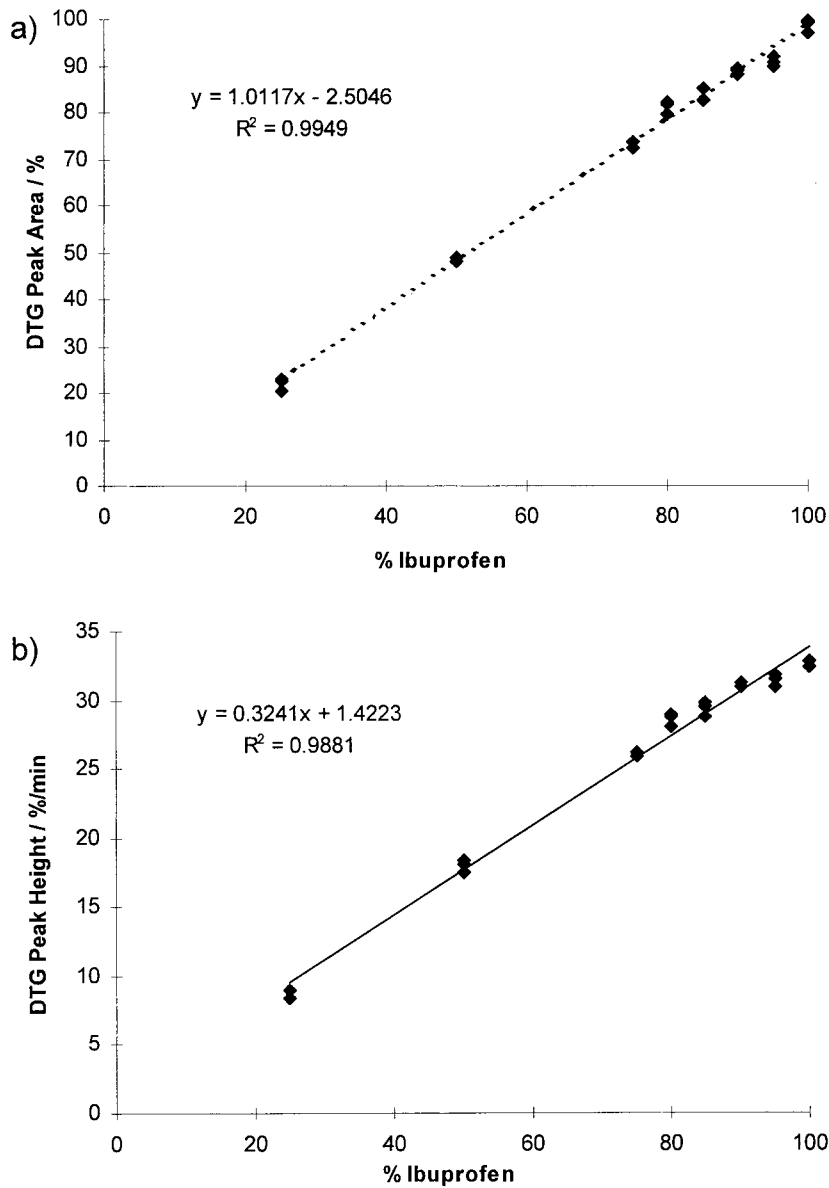 a)
100
90
80
70
60
50
40
30
20
10
0
DTG Peak Area / %
y = 1.0117x - 2.5046
R² = 0.9949
0 20 40 60 80 100
% Ibuprofen
b)
35
30
25
20
15
10
5
0
DTG Peak Height / %/min
y = 0.3241x + 1.4223
R² = 0.9881
0 20 40 60 80 100
% Ibuprofen